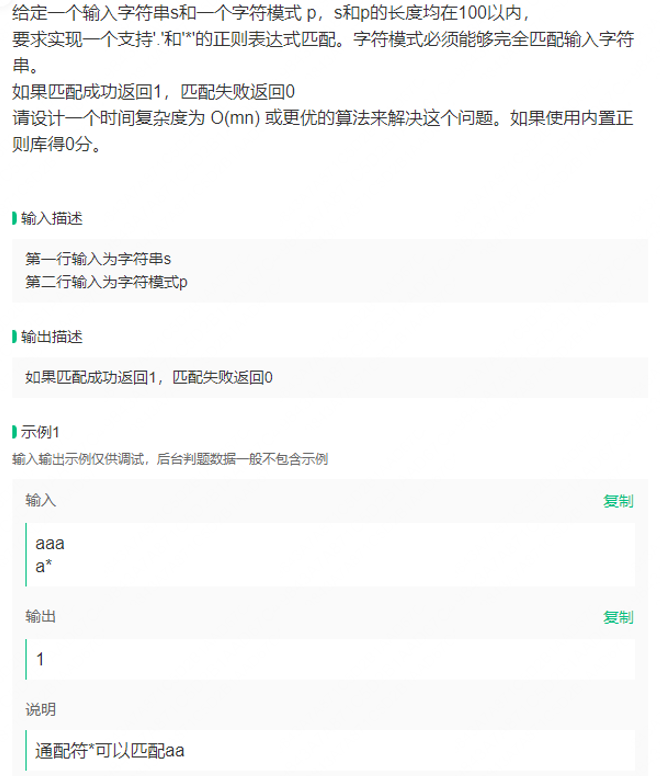 给定一个输入字符串s和一个字符模式 p，s和p的长度均在100以内，
要求实现一个支持'.'和'*'的正则表达式匹配。字符模式必须能够完全匹配输入字符
串。
如果匹配成功返回1，匹配失败返回0
请设计一个时间复杂度为 O(mn) 或更优的算法来解决这个问题。如果使用内置正
则库得0分。
输入描述
第一行输入为字符串s
第二行输入为字符模式p
输出描述
如果匹配成功返回1，匹配失败返回0
示例1
输入输出示例仅供调试，后台判题数据一般不包含示例
输入 复制
aaa
a*
输出 复制
1
说明
通配符*可以匹配aa